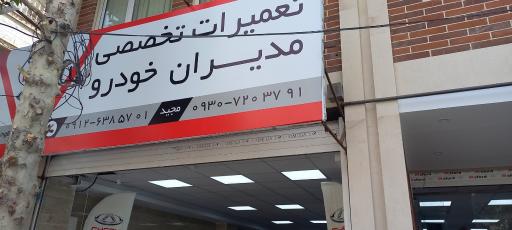 تعمیرات تخصصی
مدیران خودرو
۰۹۳۰-۷۲۰۳۷۹۱
مجید
۰۹۱۲-۶۳۸۵۷۰۱